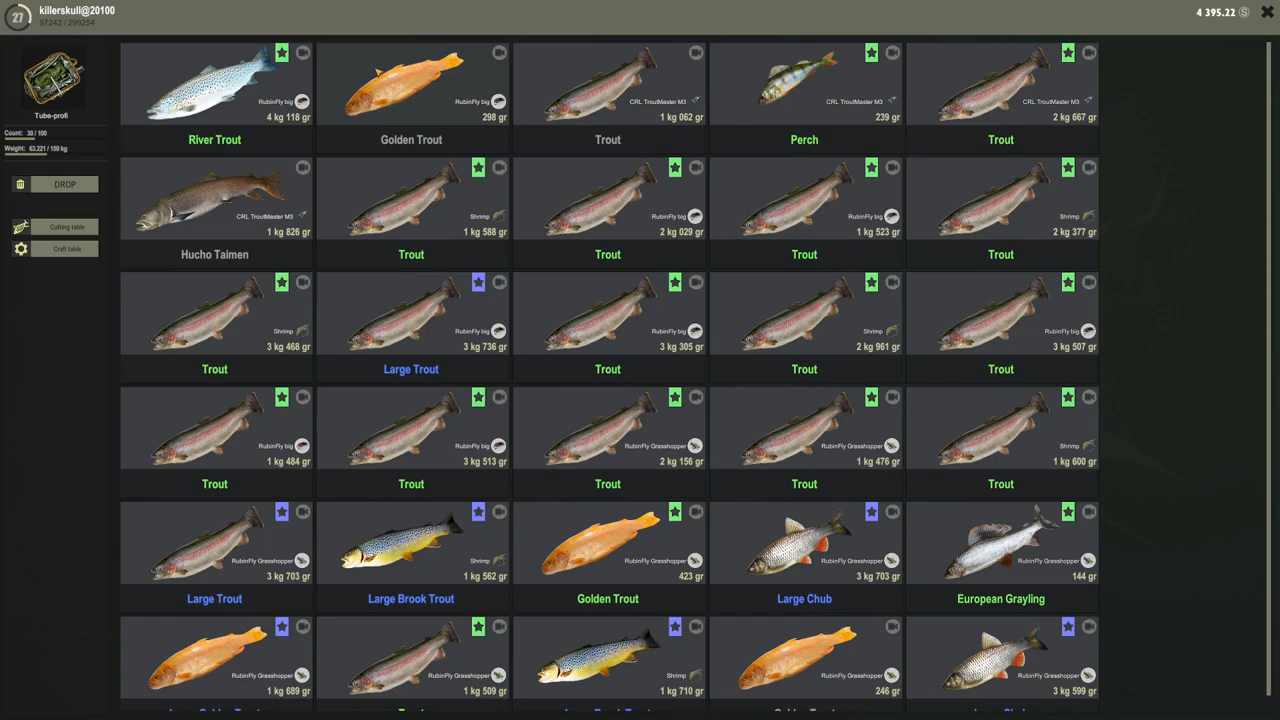 27
killerskull@20100
97242 / 299254
4 395.22 Ⓢ
Tube-profi
Count: 30 / 100
Weight: 63.221 / 150 kg
DROP
Cutting table
Craft table
RubinFly big
4 kg 118 gr
River Trout
RubinFly big
298 gr
Golden Trout
CRL TroutMaster M3
1 kg 062 gr
Trout
CRL TroutMaster M3
239 gr
Perch
CRL TroutMaster M3
2 kg 667 gr
Trout
CRL TroutMaster M3
1 kg 826 gr
Hucho Taimen
Shrimp
1 kg 588 gr
Trout
RubinFly big
2 kg 029 gr
Trout
RubinFly big
1 kg 523 gr
Trout
Shrimp
2 kg 377 gr
Trout
Shrimp
3 kg 468 gr
Trout
RubinFly big
3 kg 736 gr
Large Trout
RubinFly big
3 kg 305 gr
Trout
Shrimp
2 kg 961 gr
Trout
RubinFly big
3 kg 507 gr
Trout
RubinFly big
1 kg 484 gr
Trout
RubinFly big
3 kg 513 gr
Trout
RubinFly Grasshopper
2 kg 156 gr
Trout
RubinFly Grasshopper
1 kg 476 gr
Trout
Shrimp
1 kg 600 gr
Trout
RubinFly Grasshopper
3 kg 703 gr
Large Trout
Shrimp
1 kg 562 gr
Large Brook Trout
RubinFly Grasshopper
423 gr
Golden Trout
RubinFly Grasshopper
3 kg 703 gr
Large Chub
RubinFly Grasshopper
144 gr
European Grayling
RubinFly Grasshopper
1 kg 689 gr
RubinFly Grasshopper
1 kg 509 gr
Shrimp
1 kg 710 gr
RubinFly Grasshopper
246 gr
RubinFly Grasshopper
3 kg 599 gr